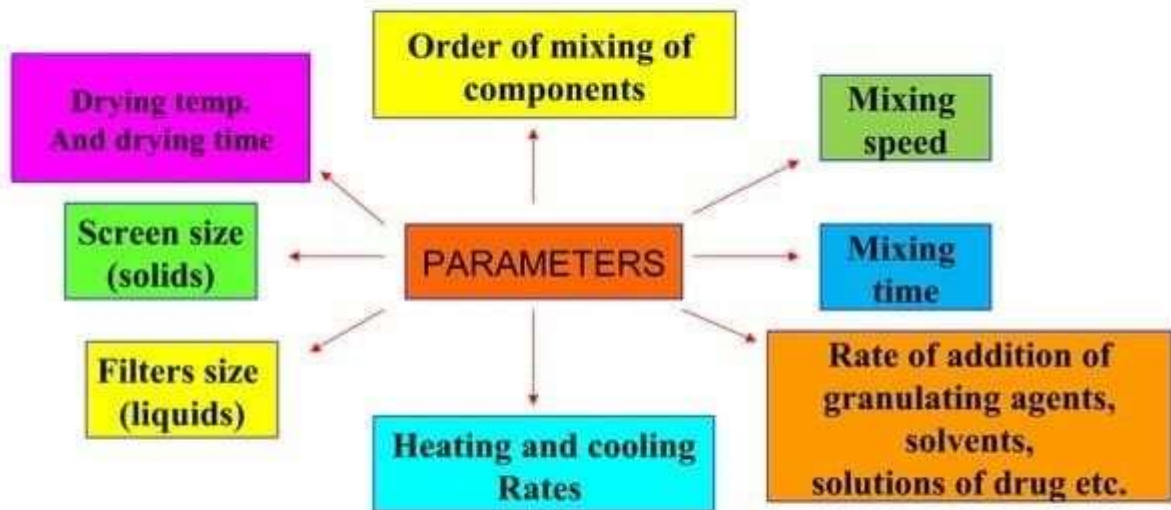 Order of mixing of
components
Drying temp.
And drying time
Mixing
speed
Screen size
(solids)
PARAMETERS
Mixing
time
Filters size
(liquids)
Heating and cooling
Rates
Rate of addition of
granulating agents,
solvents,
solutions of drug etc.